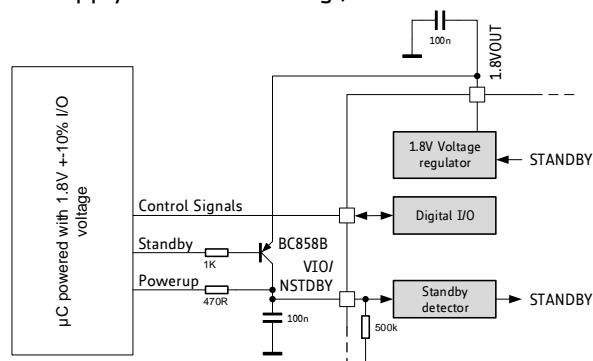 100n
1.8VOUT
µC powered with 1.8V +-10% I/O
voltage
1.8V Voltage
regulator
STANDBY
Control Signals
Digital I/O
Standby
1K
BC858B
VIO/
NSTDBY
Powerup
470R
100n
Standby
detector
STANDBY
500k